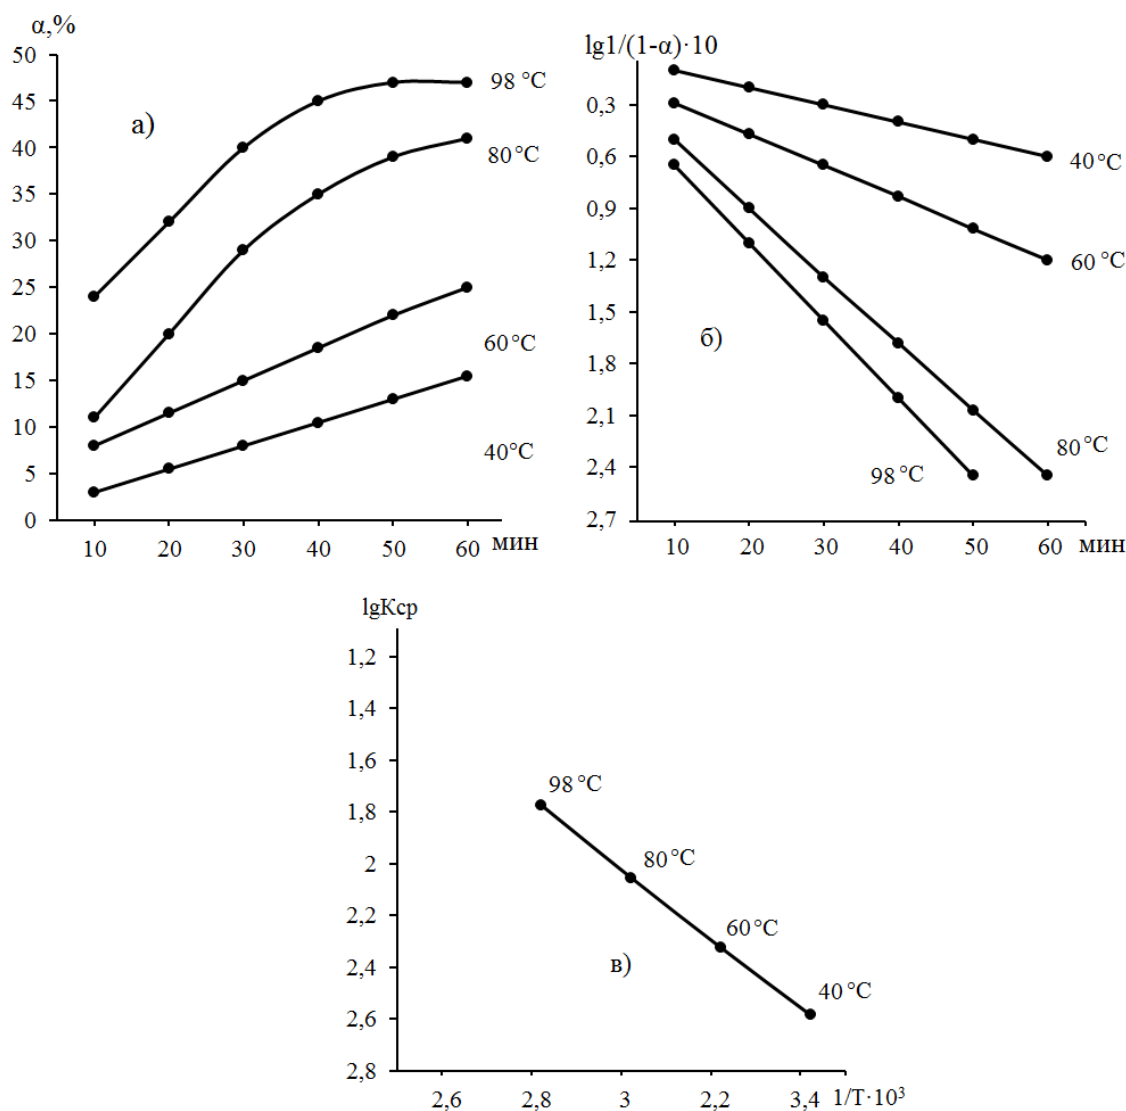 α,%
50
45
40
35
30
25
20
15
10
5
0
а)
98 °C
80 °C
60 °C
40°C
10 20 30 40 50 60 мин
lg1/(1-α)·10
0,3
0,6
0,9
1,2
1,5
1,8
2,1
2,4
2,7
б)
40 °C
60 °C
80 °C
98 °C
10 20 30 40 50 60 мин
lgKcp
1,2
1,4
1,6
1,8
2
2,2
2,4
2,6
2,8
98 °C
80 °C
60 °C
40 °C
в)
2,6 2,8 3 2,2 3,4 1/T·10³